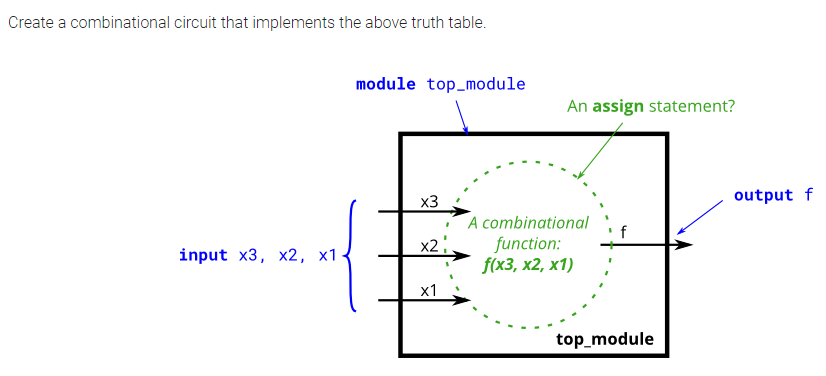 Create a combinational circuit that implements the above truth table.
module top_module
An assign statement?
output f
input x3, x2, x1
x3
x2
x1
A combinational
function:
f(x3, x2, x1)
f
top_module